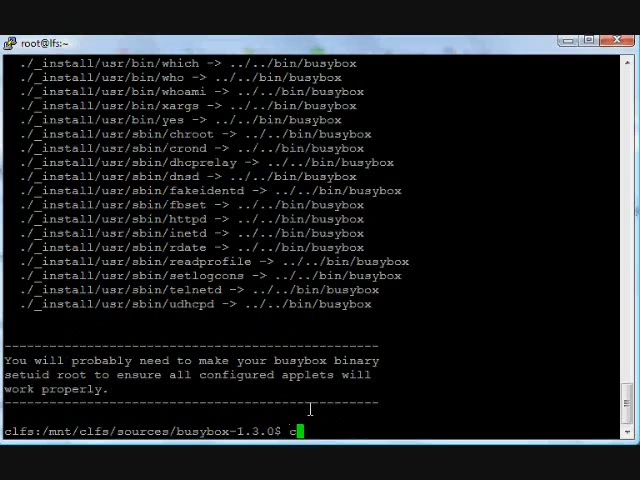 root@lfs:~
./_install/usr/bin/which -> ../../bin/busybox
./_install/usr/bin/who -> ../../bin/busybox
./_install/usr/bin/whoami -> ../../bin/busybox
./_install/usr/bin/xargs -> ../../bin/busybox
./_install/usr/bin/yes -> ../../bin/busybox
./_install/usr/sbin/chroot -> ../../bin/busybox
./_install/usr/sbin/crond -> ../../bin/busybox
./_install/usr/sbin/dhcprelay -> ../../bin/busybox
./_install/usr/sbin/dnsd -> ../../bin/busybox
./_install/usr/sbin/fakeidentd -> ../../bin/busybox
./_install/usr/sbin/fbset -> ../../bin/busybox
./_install/usr/sbin/httpd -> ../../bin/busybox
./_install/usr/sbin/inetd -> ../../bin/busybox
./_install/usr/sbin/rdate -> ../../bin/busybox
./_install/usr/sbin/readprofile -> ../../bin/busybox
./_install/usr/sbin/setlogcons -> ../../bin/busybox
./_install/usr/sbin/telnetd -> ../../bin/busybox
./_install/usr/sbin/udhcpd -> ../../bin/busybox
--------------------------------------------------
You will probably need to make your busybox binary
setuid root to ensure all configured applets will
work properly.
--------------------------------------------------
clfs:/mnt/clfs/sources/busybox-1.3.0$ c